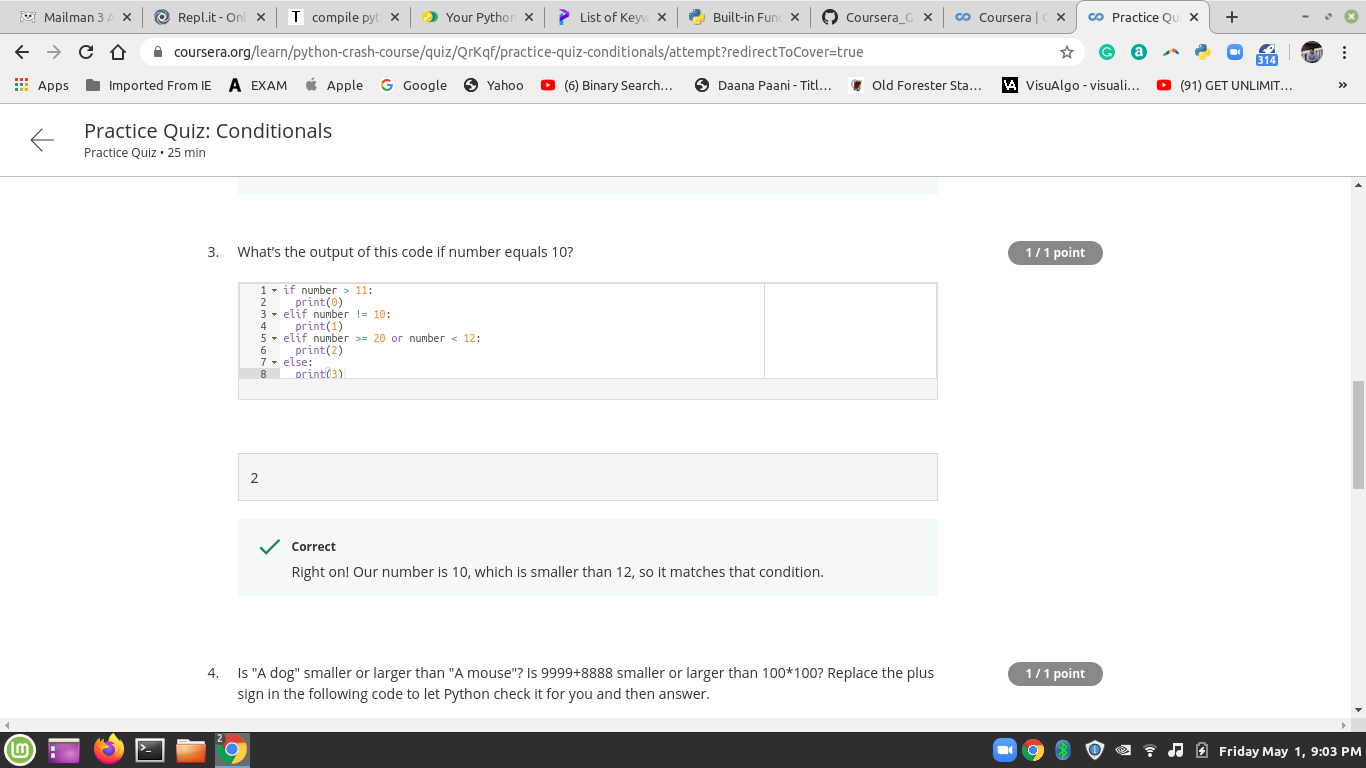 Mailman 3 A
Repl.it - Onl
T compile pyt
Your Python
List of Keyw
Built-in Fun
Coursera_G
Coursera | C
Practice Qu
coursera.org/learn/python-crash-course/quiz/QrKqf/practice-quiz-conditionals/attempt?redirectToCover=true
G
a
314
Apps
Imported From IE
A EXAM
Apple
G Google
Yahoo
(6) Binary Search...
Daana Paani - Titl...
Old Forester Sta...
VA VisuAlgo - visuali...
(91) GET UNLIMIT...
»
Practice Quiz: Conditionals
Practice Quiz • 25 min
3. What's the output of this code if number equals 10?
1 / 1 point
1 if number > 11:
2 print(0)
3 elif number != 10:
4 print(1)
5 elif number >= 20 or number < 12:
6 print(2)
7 else:
8 print(3)
2
Correct
Right on! Our number is 10, which is smaller than 12, so it matches that condition.
4. Is "A dog" smaller or larger than "A mouse"? Is 9999+8888 smaller or larger than 100*100? Replace the plus
sign in the following code to let Python check it for you and then answer.
1 / 1 point
2
Friday May 1, 9:03 PM